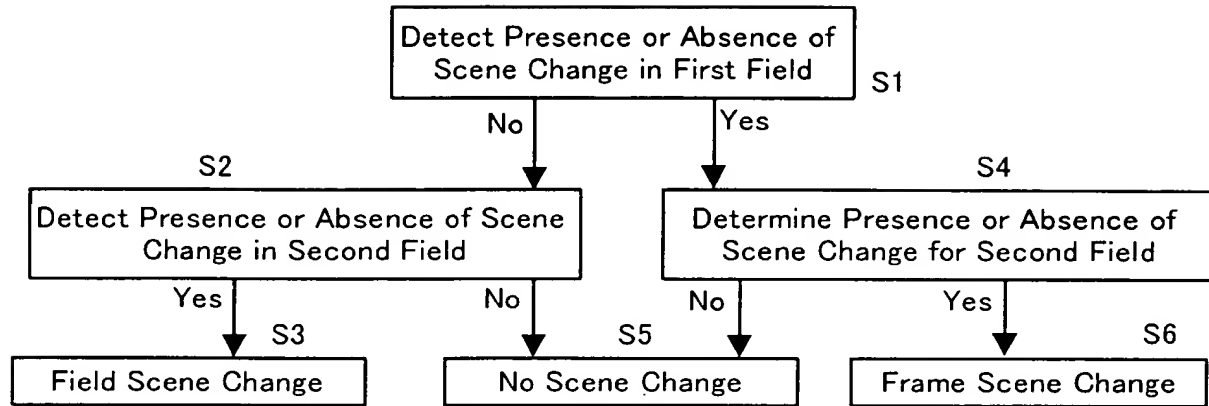 Detect Presence or Absence of
Scene Change in First Field
S1
No
Yes
S2
S4
Detect Presence or Absence of Scene
Change in Second Field
Determine Presence or Absence of
Scene Change for Second Field
Yes
No
No
Yes
S3
S5
S6
Field Scene Change
No Scene Change
Frame Scene Change